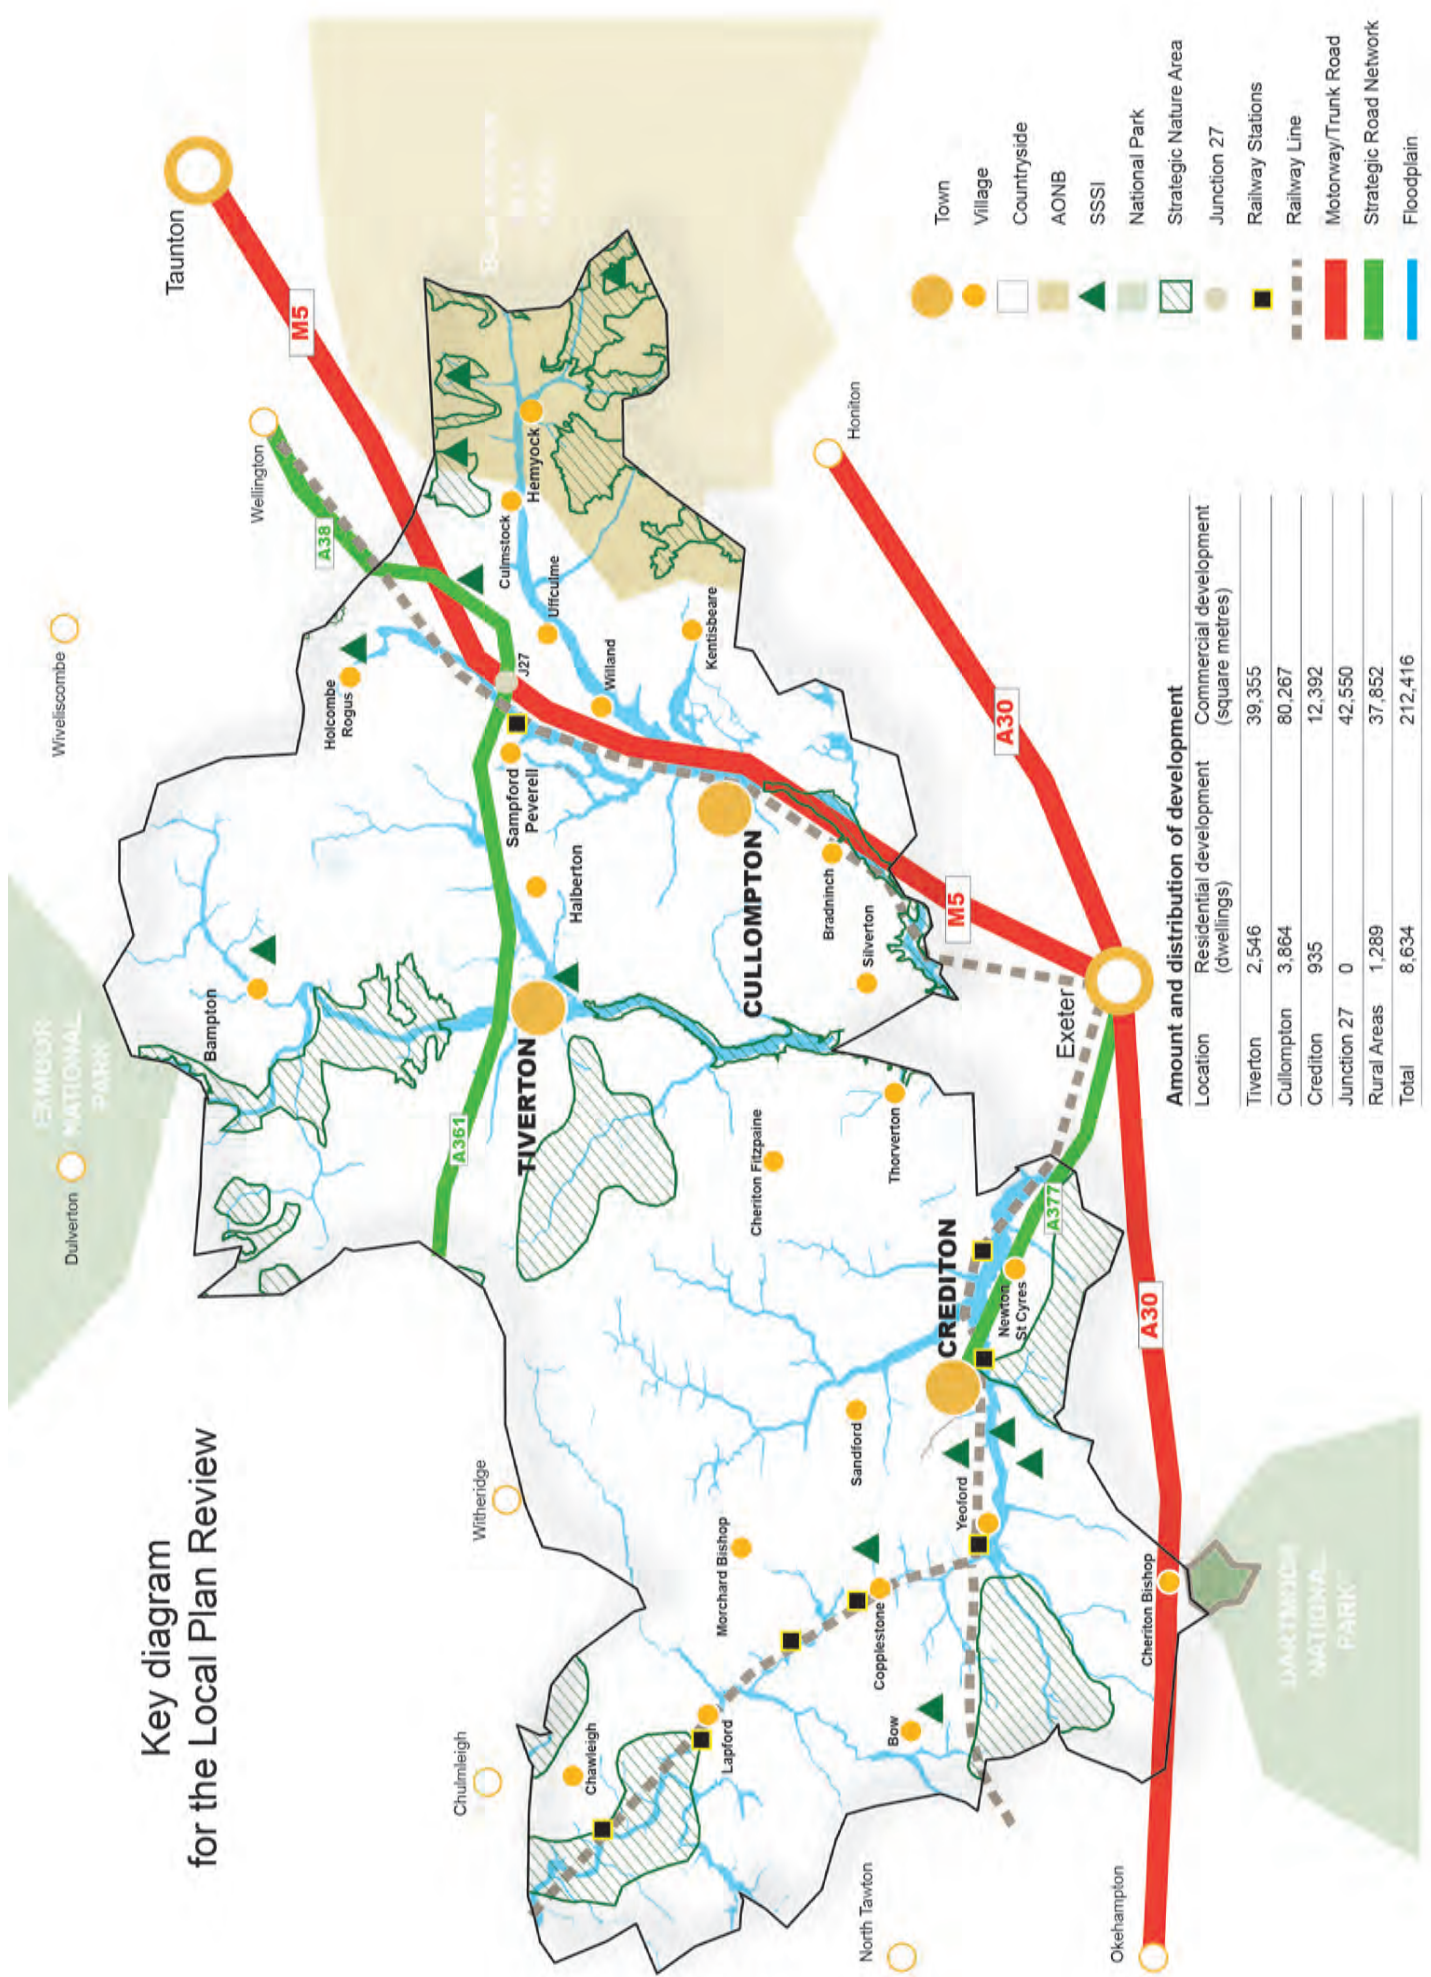 Key diagram
for the Local Plan Review
Wiveliscombe
Dulverton
EXMOOR
NATIONAL
PARK
Taunton
M5
Wellington
A38
Witheridge
Chulmleigh
Bampton
Holcombe
Rogus
A361
J27
Culmstock
Hemyock
Uffculme
Sampford
Peverell
Willand
Halberton
Kentisbeare
TIVERTON
CULLOMPTON
Honiton
Chawleigh
Morchard Bishop
Cheriton Fitzpaine
Bradninch
Silverton
Lapford
Sandford
Thorverton
CREDITON
M5
A30
Copplestone
Yeoford
Newton
St Cyres
A377
Exeter
Bow
North Tawton
Cheriton Bishop
A30
Okehampton
DARTMOOR
NATIONAL
PARK
Town
Village
Countryside
AONB
SSSI
National Park
Strategic Nature Area
Junction 27
Railway Stations
Railway Line
Motorway/Trunk Road
Strategic Road Network
Floodplain
Amount and distribution of development
Location Residential development (dwellings) Commercial development (square metres)
Tiverton 2,546 39,355
Cullompton 3,864 80,267
Crediton 935 12,392
Junction 27 0 42,550
Rural Areas 1,289 37,852
Total 8,634 212,416